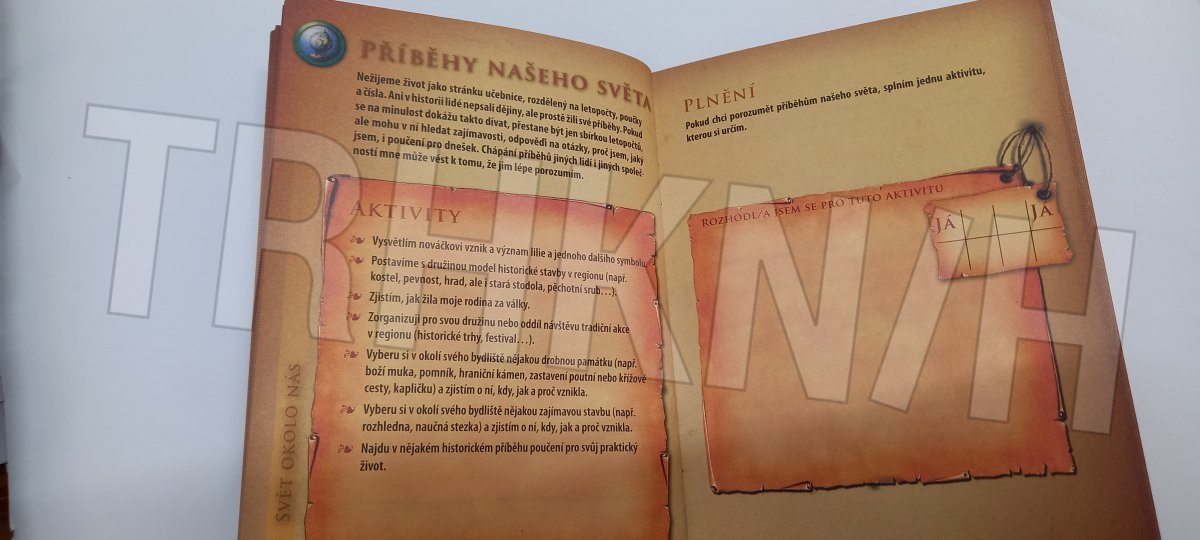 PŘÍBĚHY NAŠEHO SVĚTA
Nežijeme život jako stránku učebnice, rozdělený na letopočty, poučky
a čísla. Ani v historii lidé nepsali dějiny, ale prostě žili své příběhy. Pokud
se na minulost dokážu takto dívat, přestane být jen sbírkou letopočtů,
ale mohu v ní hledat zajímavosti, odpovědi na otázky, proč jsem, jaký
jsem, i poučení pro dnešek. Chápání příběhů jiných lidí i jiných společ-
ností mne může vést k tomu, že jim lépe porozumím.
AKTIVITY
Vysvětlím nováčkovi vznik a význam lilie a jednoho dalšího symbolu.
Postavíme s družinou model historické stavby v regionu (např.
kostel, pevnost, hrad, ale i stará stodola, pěchotní srub…).
Zjistím, jak žila moje rodina za války.
Zorganizuji pro svou družinu nebo oddíl návštěvu tradiční akce
v regionu (historické trhy, festival…).
Vyberu si v okolí svého bydliště nějakou drobnou památku (např.
boží muka, pomník, hraniční kámen, zastavení poutní nebo křížové
cesty, kapličku) a zjistím o ní, kdy, jak a proč vznikla.
Vyberu si v okolí svého bydliště nějakou zajímavou stavbu (např.
rozhledna, naučná stezka) a zjistím o ní, kdy, jak a proč vznikla.
Najdu v nějakém historickém příběhu poučení pro svůj praktický
život.
SVĚT OKOLO NÁS
PLNĚNÍ
Pokud chci porozumět příběhům našeho světa, splním jednu aktivitu,
kterou si určím.
ROZHODL/A JSEM SE PRO TUTO AKTIVITU
JÁ
JÁ
TRHKN/H